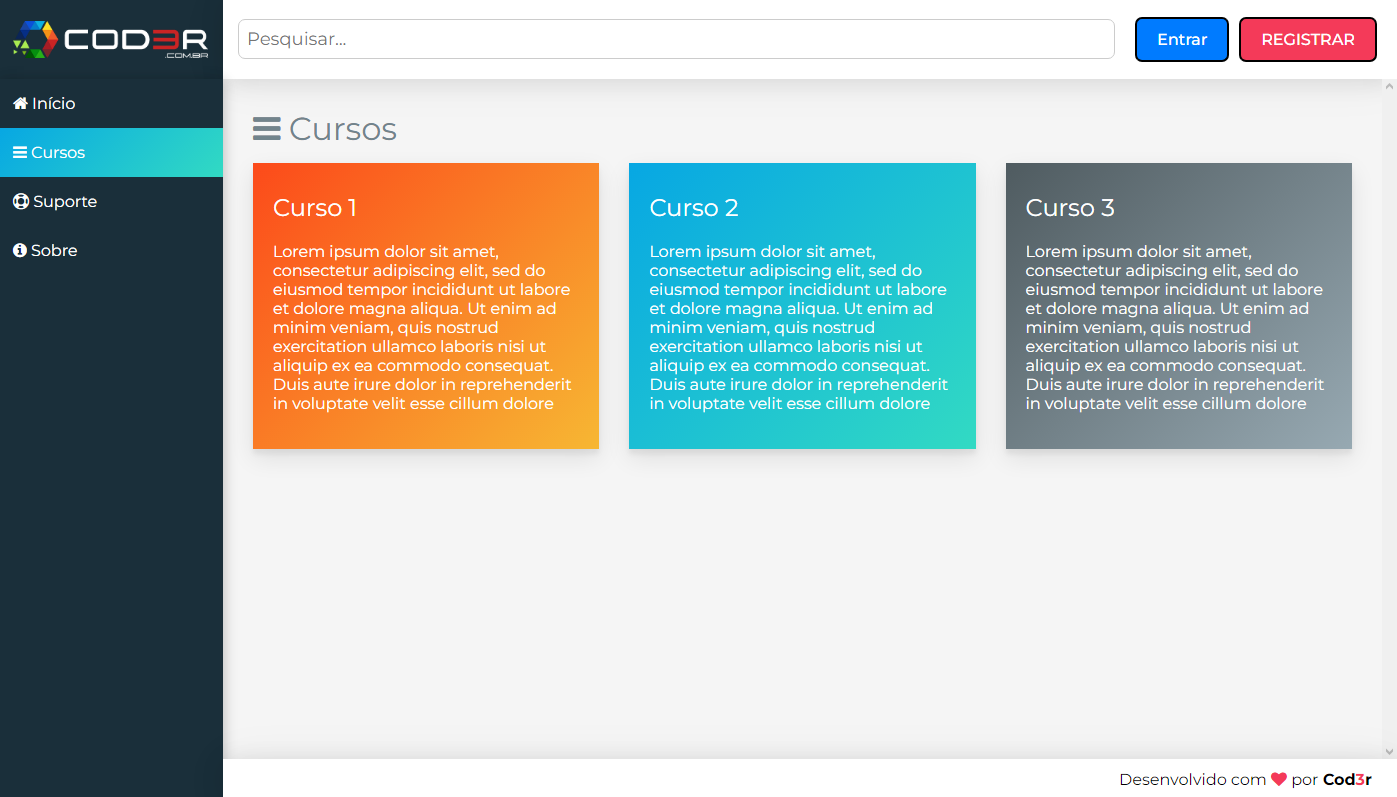 COD3R
.COM.BR
Pesquisar...
Entrar
REGISTRAR
Início
Cursos
Suporte
Sobre
Cursos
Curso 1
Lorem ipsum dolor sit amet,
consectetur adipiscing elit, sed do
eiusmod tempor incididunt ut labore
et dolore magna aliqua. Ut enim ad
minim veniam, quis nostrud
exercitation ullamco laboris nisi ut
aliquip ex ea commodo consequat.
Duis aute irure dolor in reprehenderit
in voluptate velit esse cillum dolore
Curso 2
Lorem ipsum dolor sit amet,
consectetur adipiscing elit, sed do
eiusmod tempor incididunt ut labore
et dolore magna aliqua. Ut enim ad
minim veniam, quis nostrud
exercitation ullamco laboris nisi ut
aliquip ex ea commodo consequat.
Duis aute irure dolor in reprehenderit
in voluptate velit esse cillum dolore
Curso 3
Lorem ipsum dolor sit amet,
consectetur adipiscing elit, sed do
eiusmod tempor incididunt ut labore
et dolore magna aliqua. Ut enim ad
minim veniam, quis nostrud
exercitation ullamco laboris nisi ut
aliquip ex ea commodo consequat.
Duis aute irure dolor in reprehenderit
in voluptate velit esse cillum dolore
Desenvolvido com ❤ por Cod3r